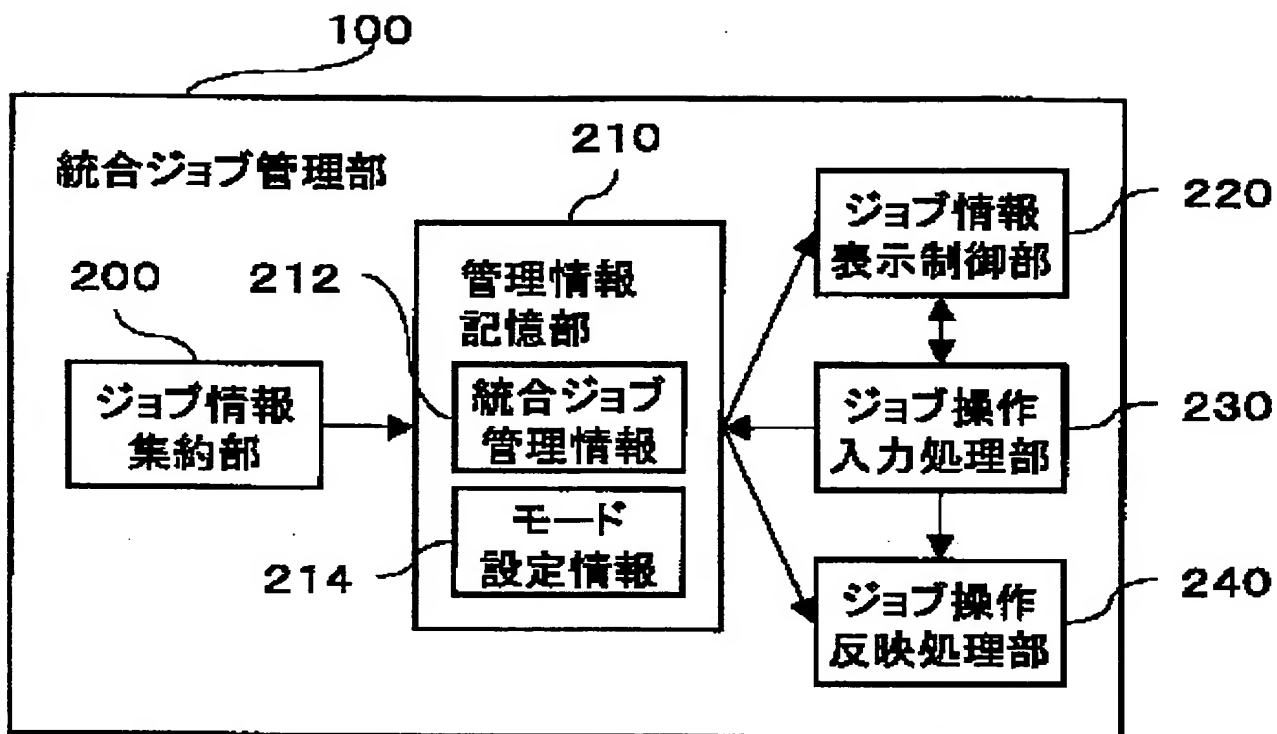 100
統合ジョブ管理部
210
ジョブ情報
表示制御部
220
200
212
管理情報
記憶部
ジョブ情報
集約部
統合ジョブ
管理情報
ジョブ操作
入力処理部
230
モード
設定情報
214
ジョブ操作
反映処理部
240